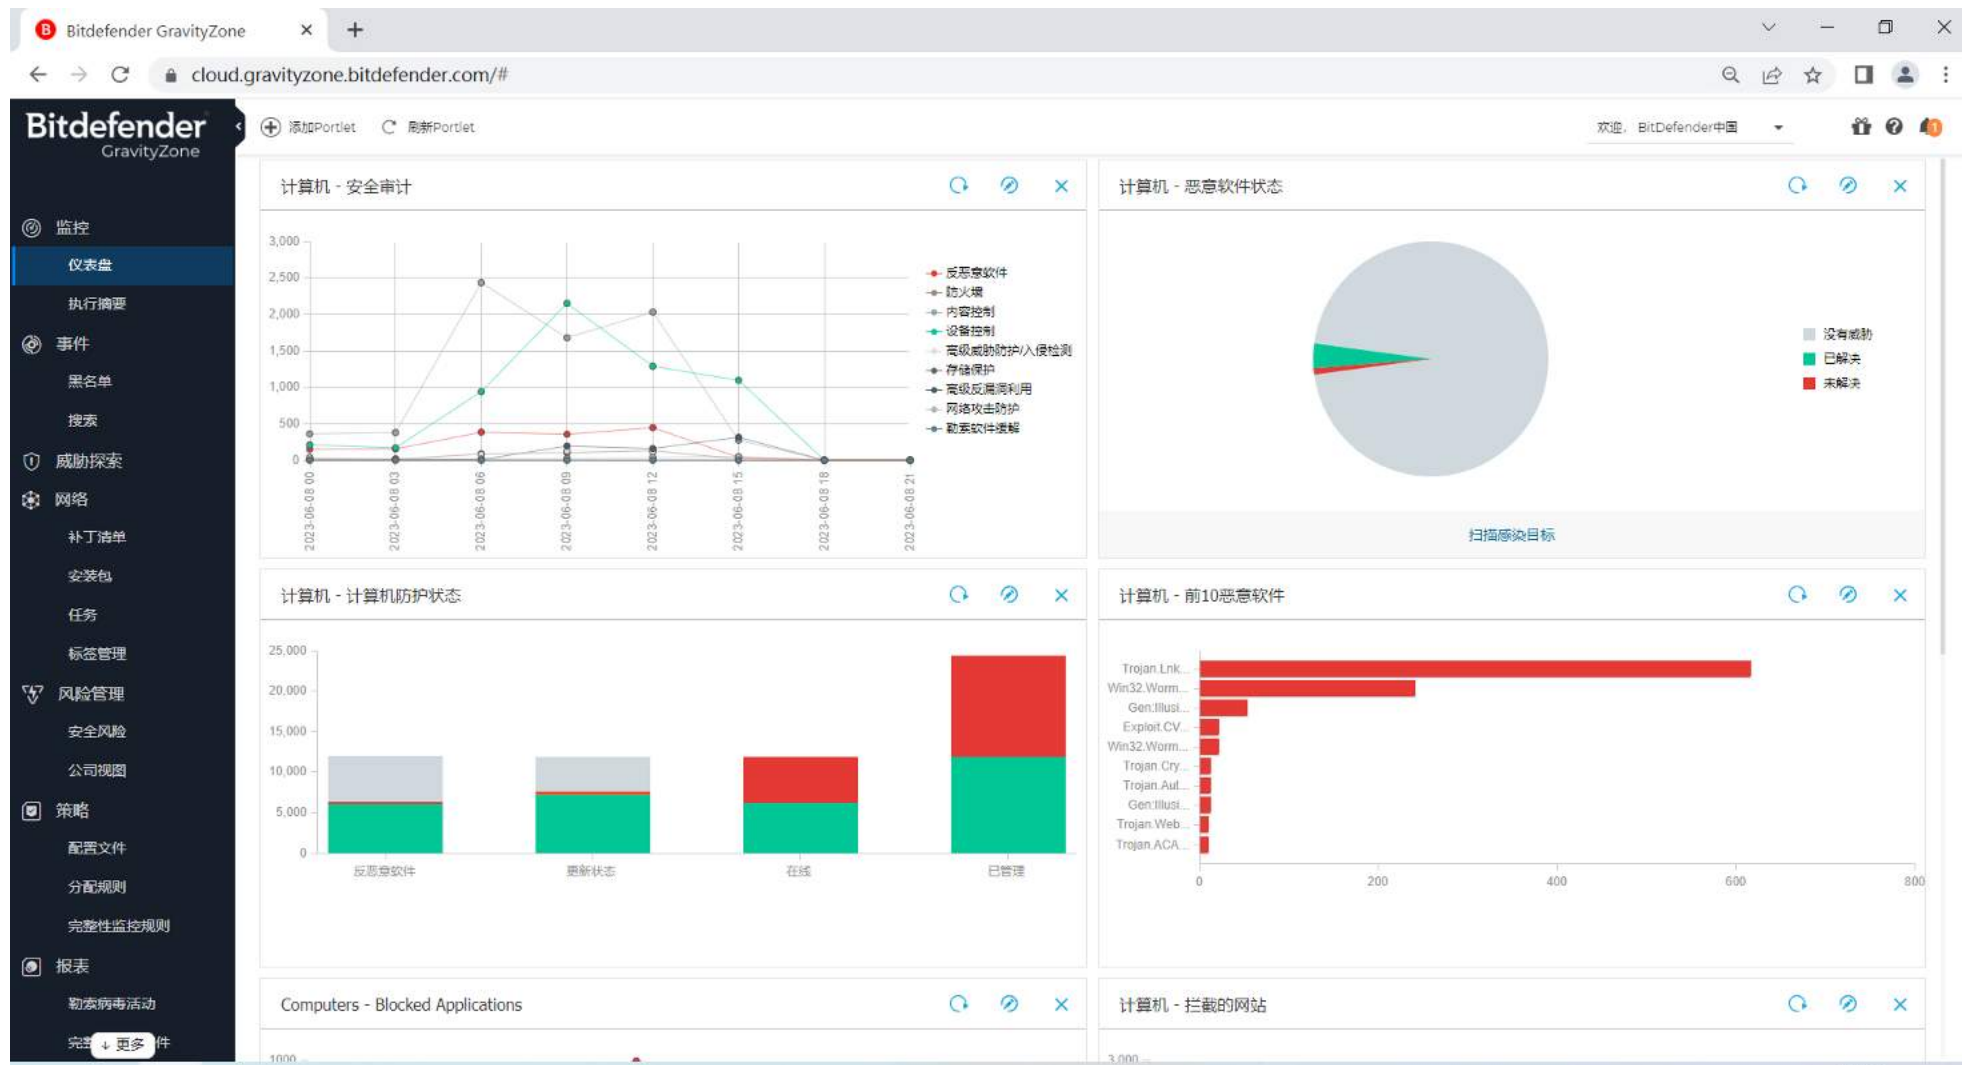 Bitdefender GravityZone
cloud.gravityzone.bitdefender.com/#
Bitdefender
GravityZone
添加Portlet 刷新Portlet
欢迎, BitDefender中国
1
监控
仪表盘
执行摘要
事件
黑名单
搜索
威胁探索
网络
补丁清单
安装包
任务
标签管理
风险管理
安全风险
公司视图
策略
配置文件
分配规则
完整性监控规则
报表
勒索病毒活动
更多
件
计算机 - 安全审计
3,000
2,500
2,000
1,500
1,000
500
0
2023-06-08 00
2023-06-08 03
2023-06-08 06
2023-06-08 09
2023-06-08 12
2023-06-08 15
2023-06-08 18
2023-06-08 21
反恶意软件
防火墙
内容控制
设备控制
高级威胁防护/入侵检测
存储保护
高级反漏洞利用
网络攻击防护
勒索软件缓解
计算机 - 恶意软件状态
没有威胁
已解决
未解决
扫描感染目标
计算机 - 计算机防护状态
25,000
20,000
15,000
10,000
5,000
0
反恶意软件 更新状态 在线 已管理
计算机 - 前10恶意软件
Trojan.Lnk...
Win32.Worm...
Gen:Illusi...
Exploit.CV...
Win32.Worm...
Trojan.Cry...
Trojan.Aut...
Gen:Illusi...
Trojan.Web...
Trojan.ACA...
0 200 400 600 800
Computers - Blocked Applications
1000
计算机 - 拦截的网站
3,000